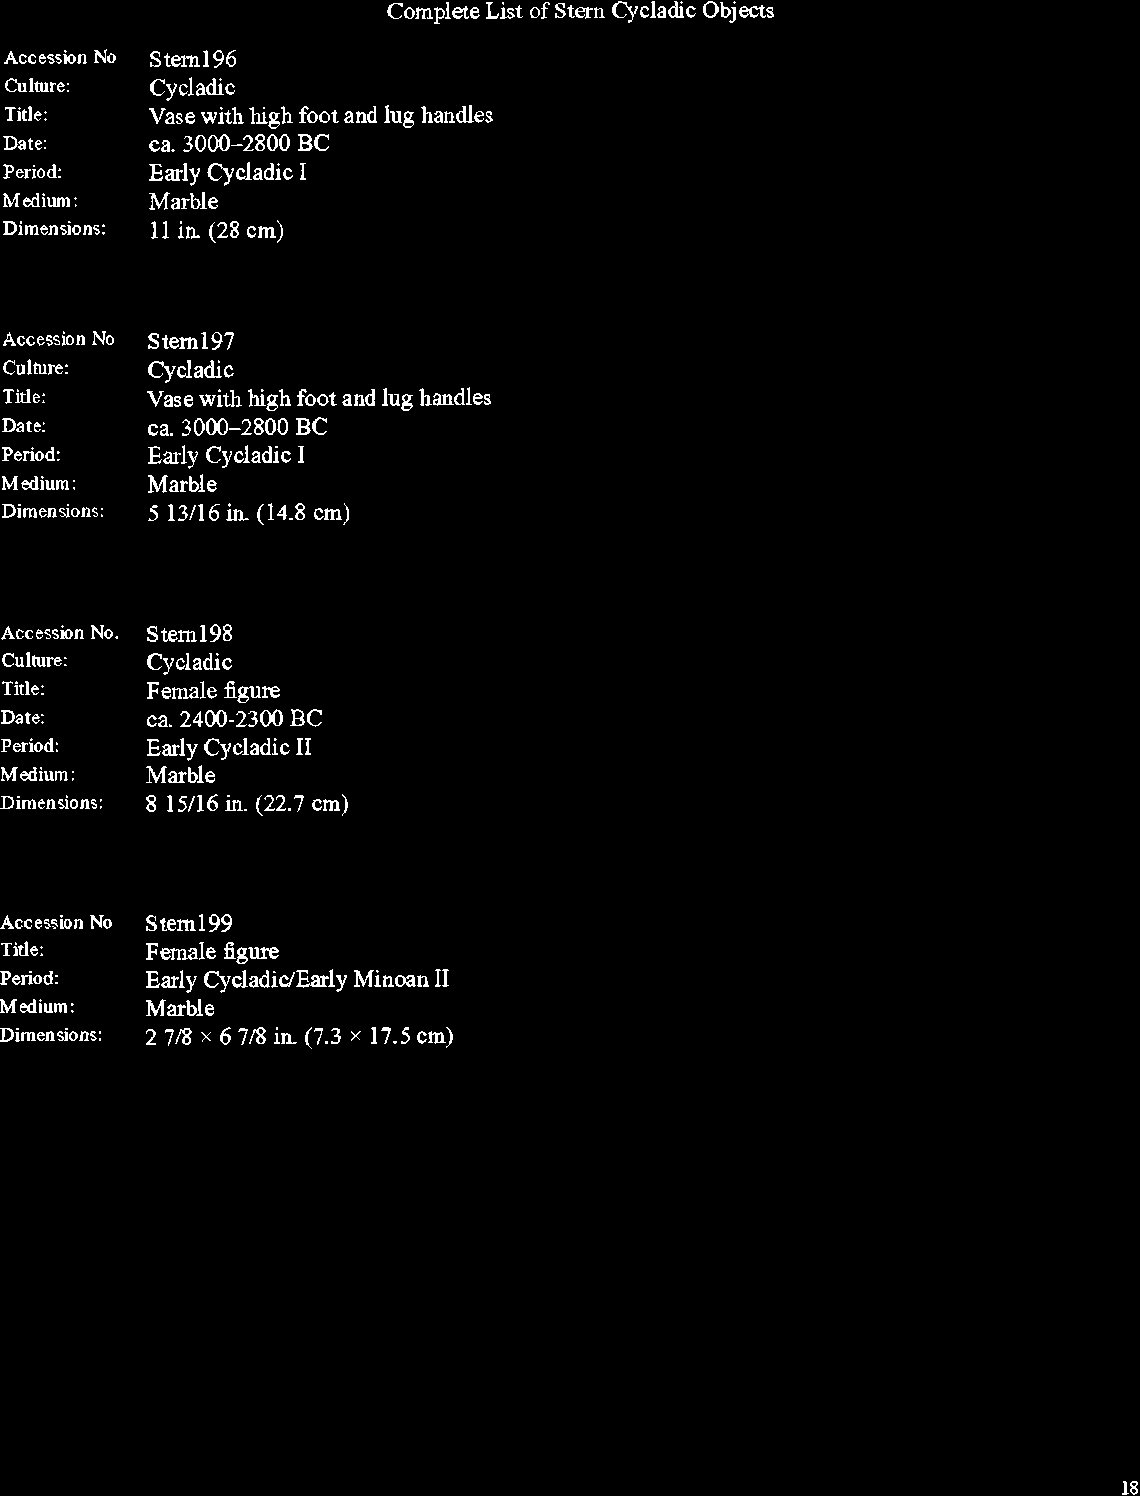 Complete List of Stern Cycladic Objects
Accession No Stern196
Culture: Cycladic
Title: Vase with high foot and lug handles
Date: ca. 3000–2800 BC
Period: Early Cycladic I
Medium: Marble
Dimensions: 11 in. (28 cm)
Accession No Stern197
Culture: Cycladic
Title: Vase with high foot and lug handles
Date: ca. 3000–2800 BC
Period: Early Cycladic I
Medium: Marble
Dimensions: 5 13/16 in. (14.8 cm)
Accession No. Stern198
Culture: Cycladic
Title: Female figure
Date: ca. 2400-2300 BC
Period: Early Cycladic II
Medium: Marble
Dimensions: 8 15/16 in. (22.7 cm)
Accession No Stern199
Title: Female figure
Period: Early Cycladic/Early Minoan II
Medium: Marble
Dimensions: 2 7/8 × 6 7/8 in. (7.3 × 17.5 cm)
18